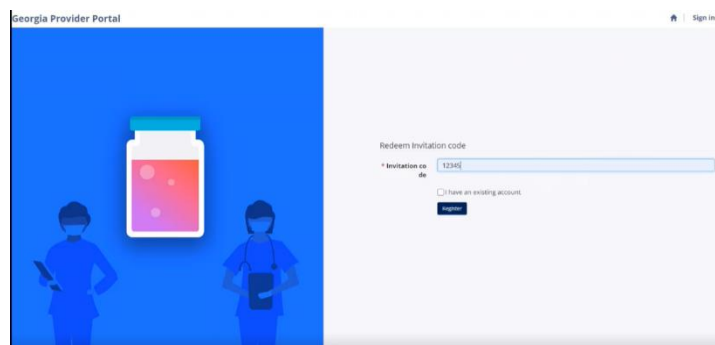 Georgia Provider Portal
Sign in
Redeem Invitation code
* Invitation co
de
12345
I have an existing account
Register